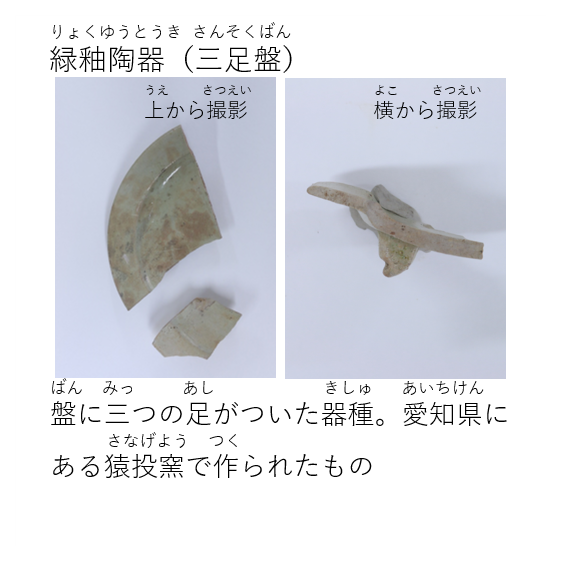 りょくゆうとうき さんそくばん
緑釉陶器（三足盤）
うえ さつえい
上から撮影
よこ さつえい
横から撮影
ばん みっ あし きしゅ あいちけん
盤に三つの足がついた器種。愛知県に
さなげよう つく
ある猿投窯で作られたもの